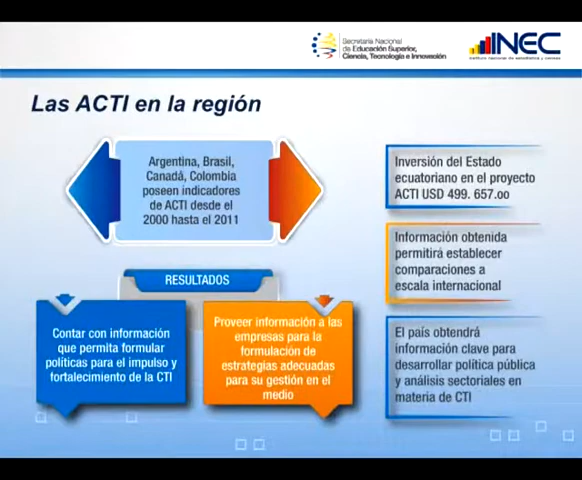 Secretaría Nacional
de Educación Superior,
Ciencia, Tecnología e Innovación
INEC
Las ACTI en la región
Argentina, Brasil,
Canadá, Colombia
poseen indicadores
de ACTI desde el
2000 hasta el 2011
RESULTADOS
Contar con información
que permita formular
políticas para el impulso y
fortalecimiento de la CTI
Proveer información a las
empresas para la
formulación de
estrategias adecuadas
para su gestión en el
medio
Inversión del Estado
ecuatoriano en el proyecto
ACTI USD 499. 657.00
Información obtenida
permitirá establecer
comparaciones a
escala internacional
El país obtendrá
información clave para
desarrollar política pública
y análisis sectoriales en
materia de CTI